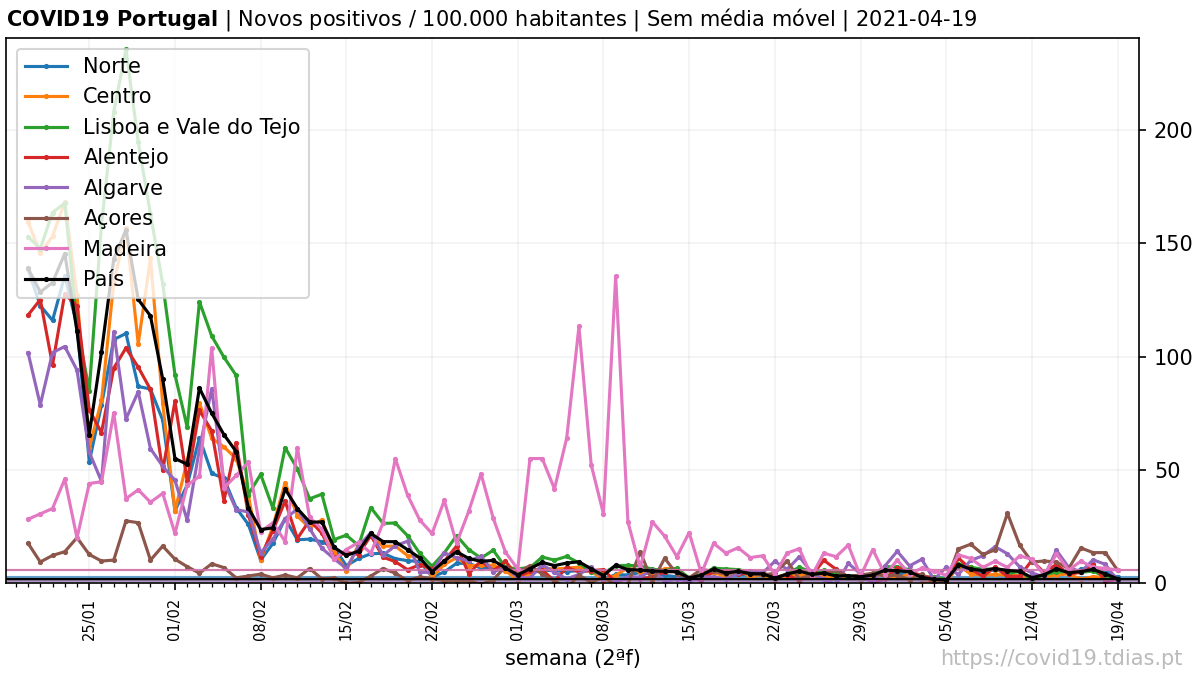 COVID19 Portugal | Novos positivos / 100.000 habitantes | Sem média móvel | 2021-04-19
Norte
Centro
Lisboa e Vale do Tejo
Alentejo
Algarve
Açores
Madeira
País
200
150
100
50
0
25/01
01/02
08/02
15/02
22/02
01/03
08/03
15/03
22/03
29/03
05/04
12/04
19/04
semana (2ªf)
https://covid19.tdias.pt